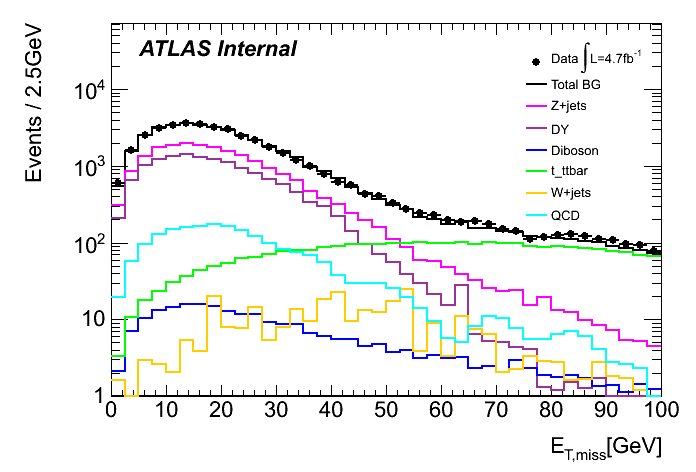 ATLAS Internal
Events / 2.5GeV
10⁴
10³
10²
10
1
Data ∫L=4.7fb⁻¹
Total BG
Z+jets
DY
Diboson
t_ttbar
W+jets
QCD
0 10 20 30 40 50 60 70 80 90 100
E_T,miss[GeV]